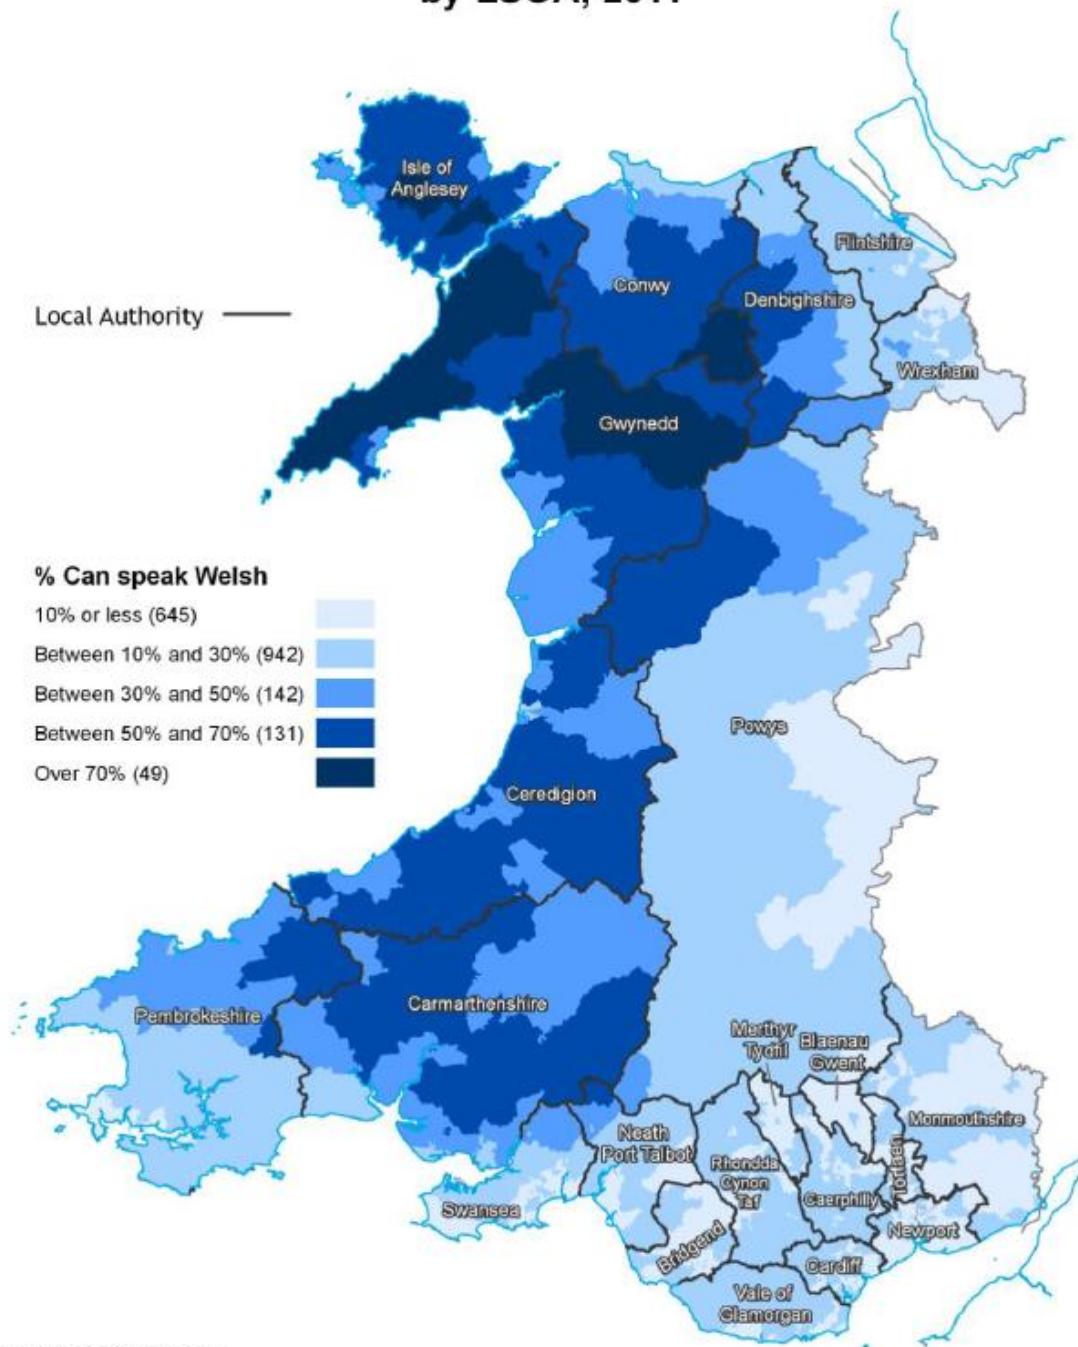 by LSOA, 2011
Isle of
Anglesey
Flintshire
Conwy
Denbighshire
Local Authority
Wrexham
Gwynedd
% Can speak Welsh
10% or less (645)
Between 10% and 30% (942)
Between 30% and 50% (142)
Between 50% and 70% (131)
Over 70% (49)
Powys
Ceredigion
Carmarthenshire
Pembrokeshire
Merthyr
Tydfil
Blaenau
Gwent
Monmouthshire
Neath
Port Talbot
Torfaen
Rhondda
Cynon
Taf
Caerphilly
Swansea
Newport
Bridgend
Cardiff
Vale of
Glamorgan